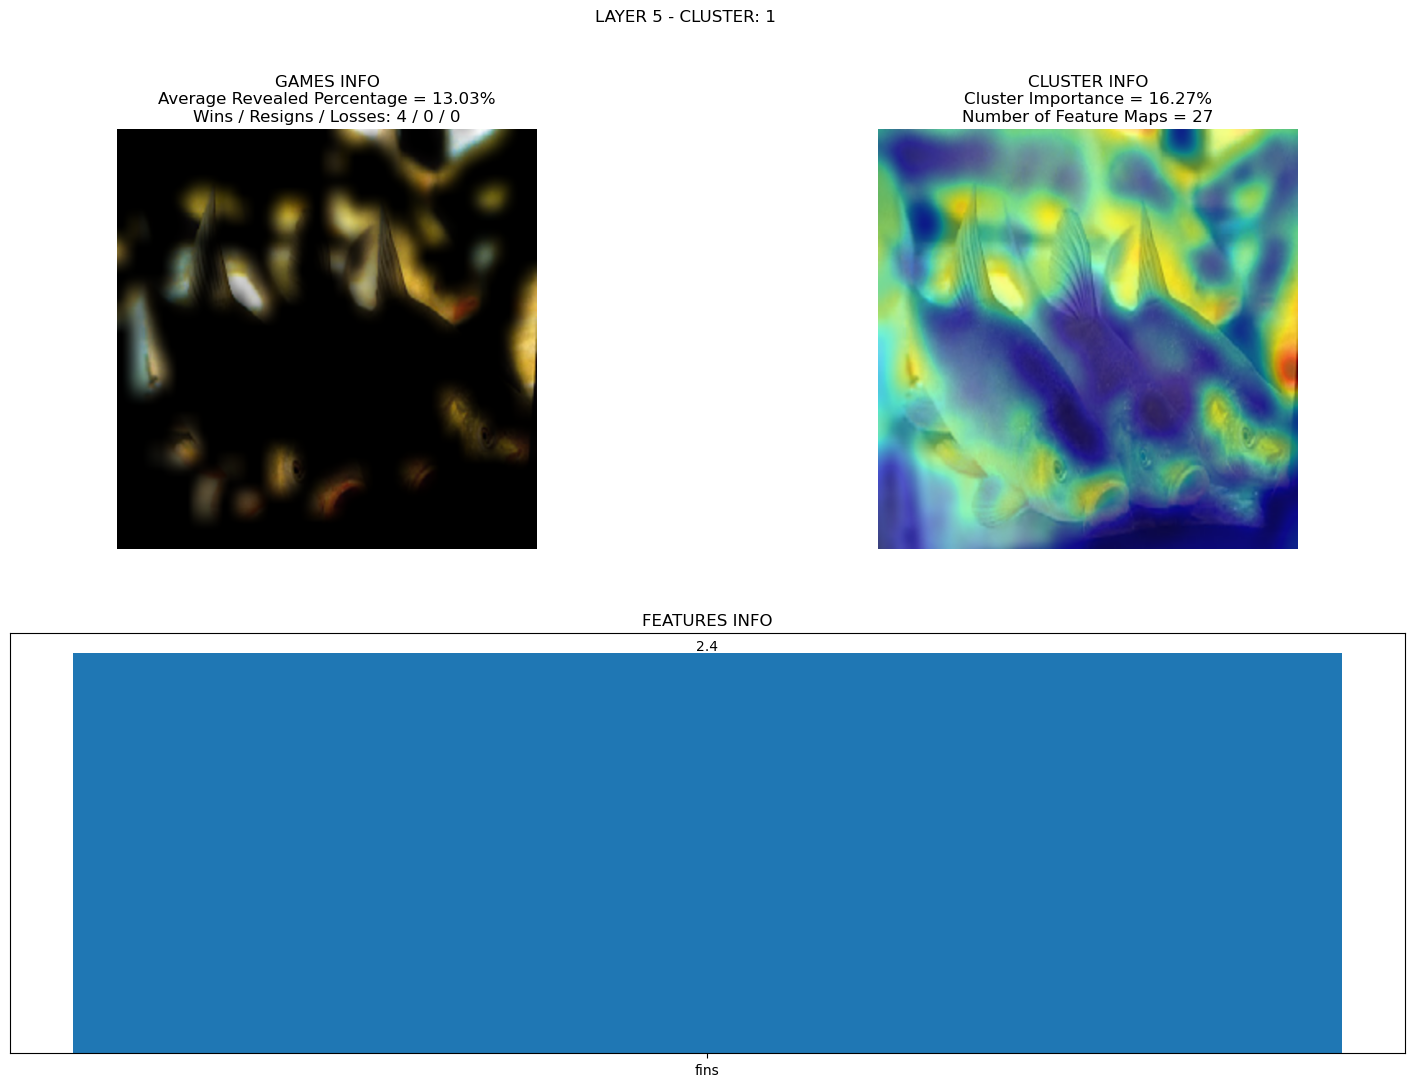 LAYER 5 - CLUSTER: 1
GAMES INFO
Average Revealed Percentage = 13.03%
Wins / Resigns / Losses: 4 / 0 / 0
CLUSTER INFO
Cluster Importance = 16.27%
Number of Feature Maps = 27
FEATURES INFO
2.4
fins